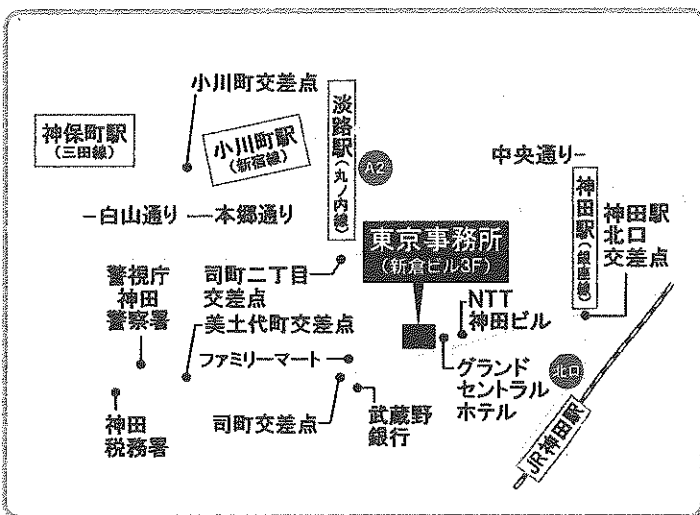 小川町交差点
神保町駅
(三田線)
小川町駅
(新宿線)
淡路駅(丸ノ内線)
A2
中央通り
神田駅(銀座線)
神田駅
北口
交差点
白山通り
本郷通り
東京事務所
(新倉ビル3F)
警視庁
神田
警察署
司町二丁目
交差点
美土代町交差点
ファミリーマート
NTT
神田ビル
グランド
セントラル
ホテル
北口
JR神田駅
神田
税務署
司町交差点
武蔵野
銀行